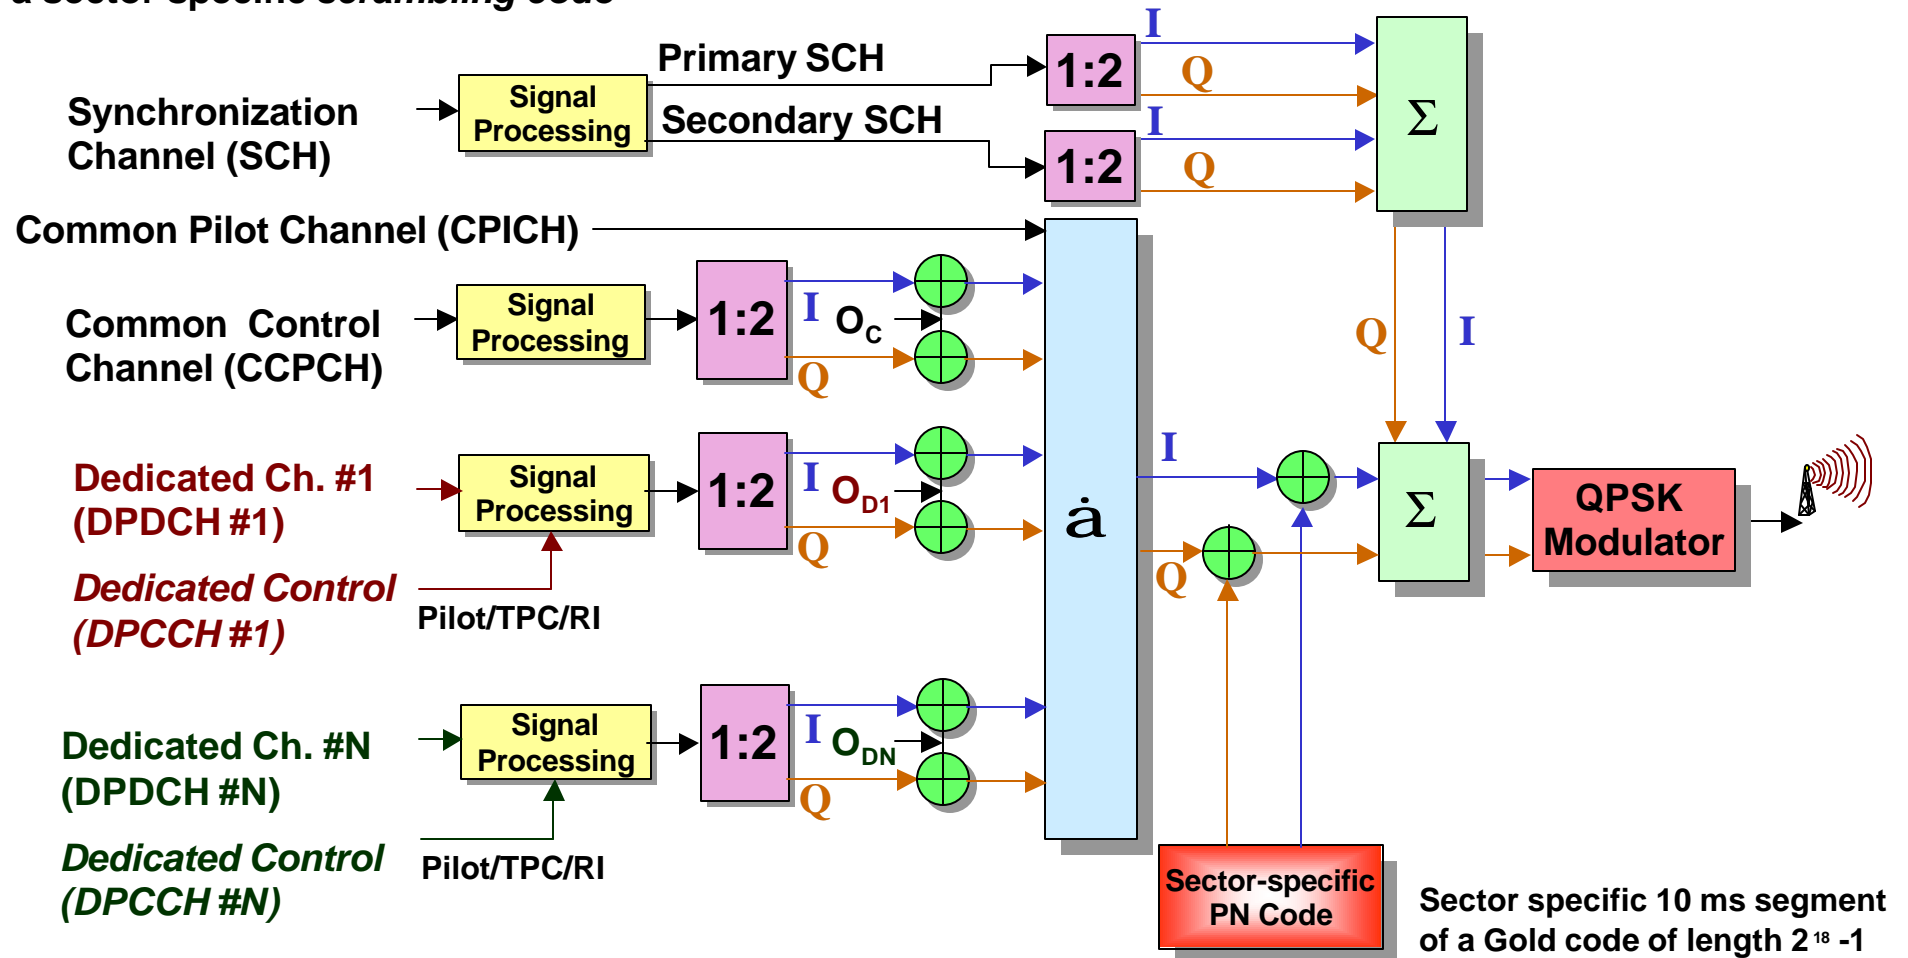 a sector specific scrambling code
Primary SCH
Secondary SCH
Synchronization
Channel (SCH)
Signal
Processing
1:2
1:2
I
Q
I
Q
Σ
Common Pilot Channel (CPICH)
Common Control
Channel (CCPCH)
Signal
Processing
1:2
I
Q
OC
Q
I
Dedicated Ch. #1
(DPDCH #1)
Signal
Processing
1:2
I
Q
OD1
Dedicated Control
(DPCCH #1)
Pilot/TPC/RI
ȧ
I
Q
Σ
QPSK
Modulator
Dedicated Ch. #N
(DPDCH #N)
Signal
Processing
1:2
I
Q
ODN
Dedicated Control
(DPCCH #N)
Pilot/TPC/RI
Sector-specific
PN Code
Sector specific 10 ms segment
of a Gold code of length 2 18 -1